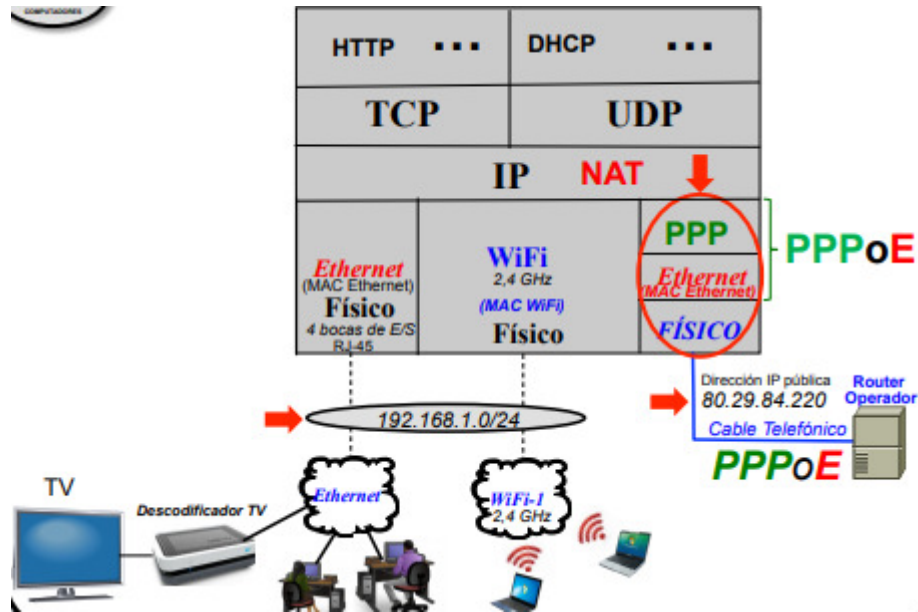 COMPUTADORES
HTTP ... DHCP ...
TCP UDP
IP NAT
PPP
PPPoE
Ethernet
(MAC Ethernet)
Físico
4 bocas de E/S
RJ-45
WiFi
2,4 GHz
(MAC WiFi)
Físico
Ethernet
(MAC Ethernet)
FÍSICO
Dirección IP pública
80.29.84.220
Router
Operador
Cable Telefónico
PPPoE
192.168.1.0/24
TV
Descodificador TV
Ethernet
WiFi-1
2,4 GHz